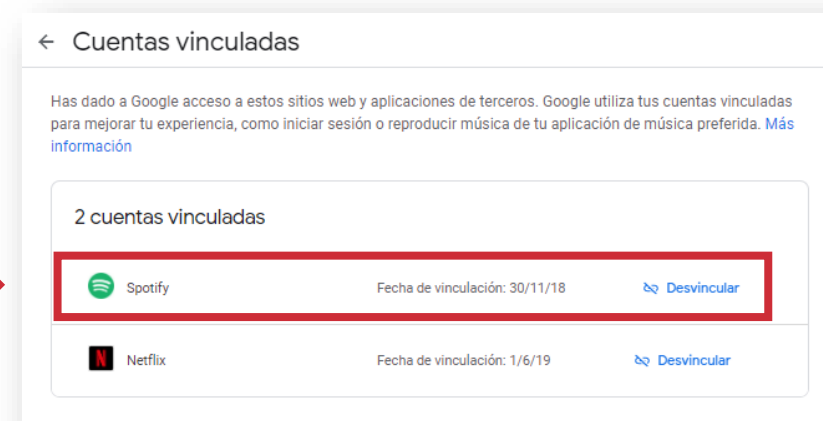 Cuentas vinculadas
Has dado a Google acceso a estos sitios web y aplicaciones de terceros. Google utiliza tus cuentas vinculadas
para mejorar tu experiencia, como iniciar sesión o reproducir música de tu aplicación de música preferida. Más
información
2 cuentas vinculadas
Spotify Fecha de vinculación: 30/11/18 Desvincular
N Netflix Fecha de vinculación: 1/6/19 Desvincular